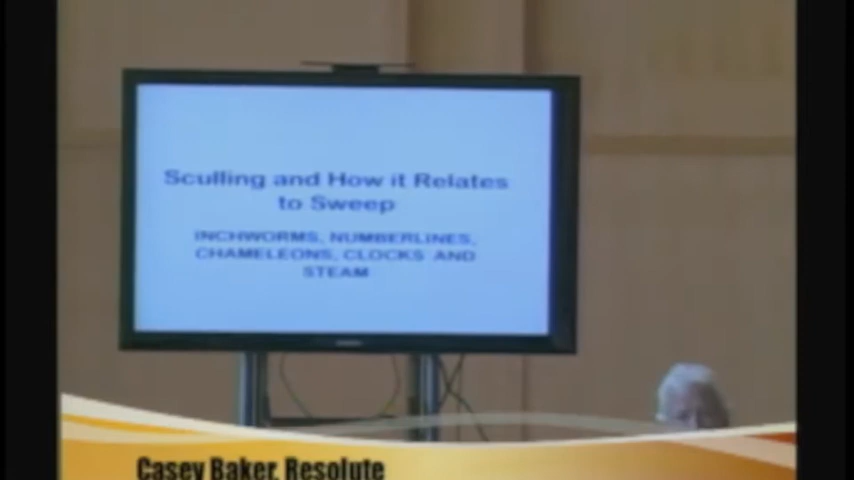 Sculling and How it Relates
to Sweep
INCHWORMS, NUMBERLINES,
CHAMELEONS, CLOCKS AND
STEAM
Casey Baker, Resolute